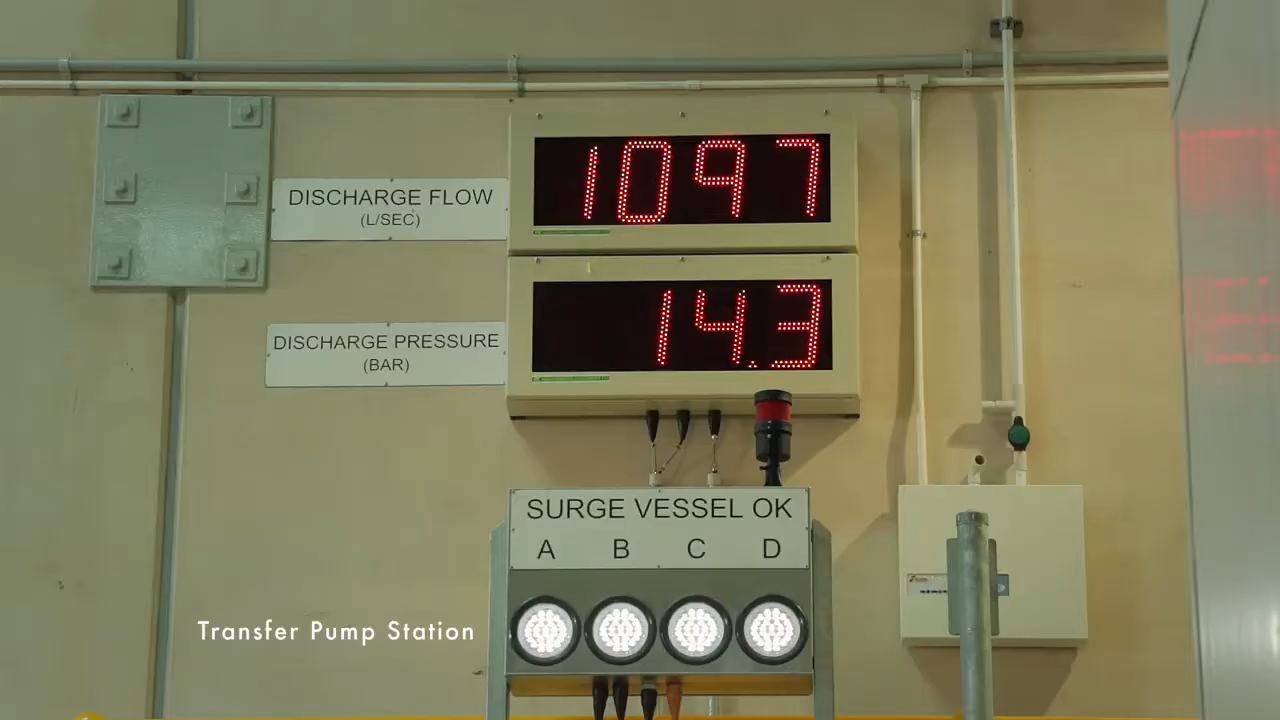 1097
DISCHARGE FLOW
(L/SEC)
14.3
DISCHARGE PRESSURE
(BAR)
SURGE VESSEL OK
A B C D
Transfer Pump Station